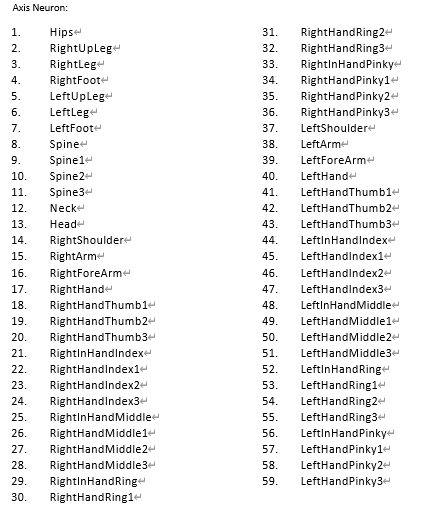 Axis Neuron:
1. Hips
2. RightUpLeg
3. RightLeg
4. RightFoot
5. LeftUpLeg
6. LeftLeg
7. LeftFoot
8. Spine
9. Spine1
10. Spine2
11. Spine3
12. Neck
13. Head
14. RightShoulder
15. RightArm
16. RightForeArm
17. RightHand
18. RightHandThumb1
19. RightHandThumb2
20. RightHandThumb3
21. RightInHandIndex
22. RightHandIndex1
23. RightHandIndex2
24. RightHandIndex3
25. RightInHandMiddle
26. RightHandMiddle1
27. RightHandMiddle2
28. RightHandMiddle3
29. RightInHandRing
30. RightHandRing1
31. RightHandRing2
32. RightHandRing3
33. RightInHandPinky
34. RightHandPinky1
35. RightHandPinky2
36. RightHandPinky3
37. LeftShoulder
38. LeftArm
39. LeftForeArm
40. LeftHand
41. LeftHandThumb1
42. LeftHandThumb2
43. LeftHandThumb3
44. LeftInHandIndex
45. LeftHandIndex1
46. LeftHandIndex2
47. LeftHandIndex3
48. LeftInHandMiddle
49. LeftHandMiddle1
50. LeftHandMiddle2
51. LeftHandMiddle3
52. LeftInHandRing
53. LeftHandRing1
54. LeftHandRing2
55. LeftHandRing3
56. LeftInHandPinky
57. LeftHandPinky1
58. LeftHandPinky2
59. LeftHandPinky3